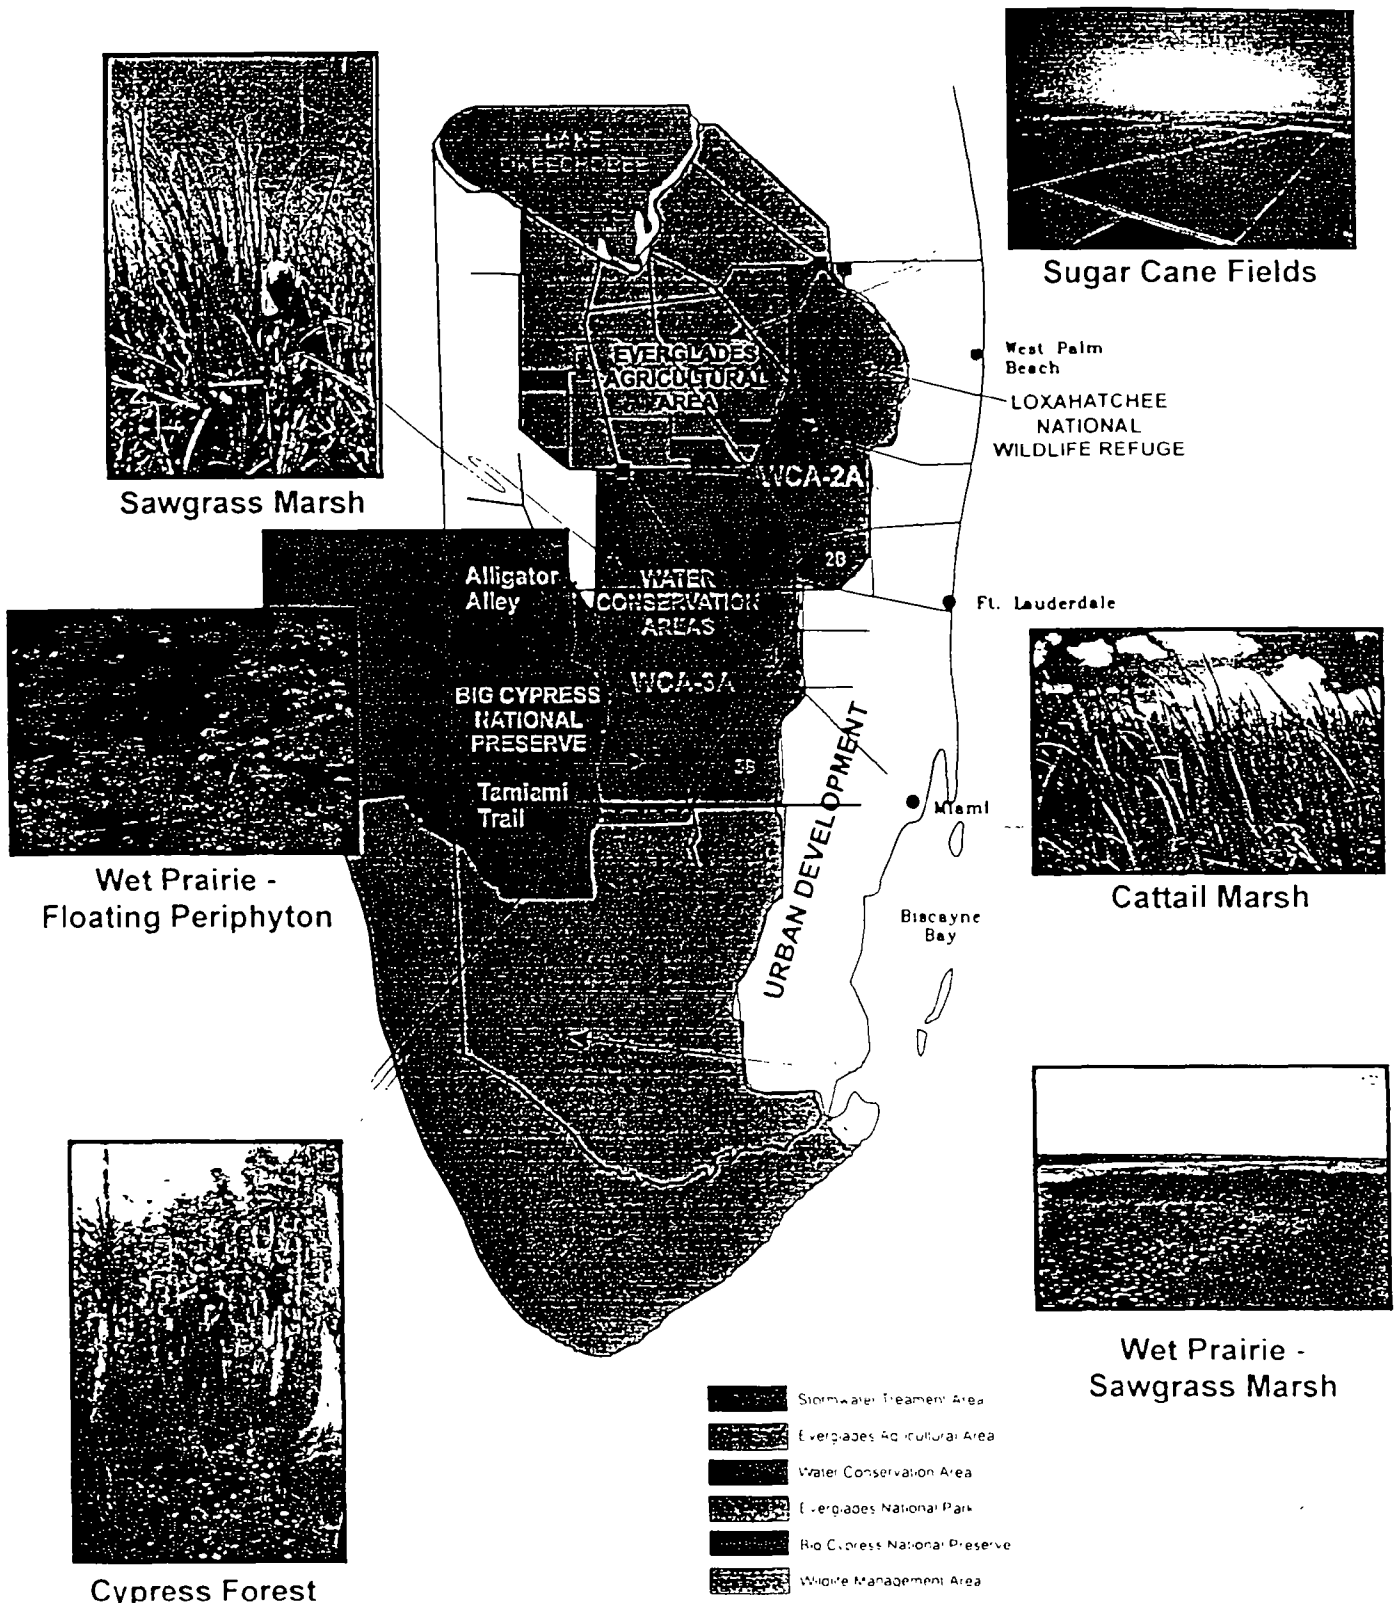 LAKE
OKEECHOBEE
Sugar Cane Fields
EVERGLADES
AGRICULTURAL
AREA
West Palm
Beach
LOXAHATCHEE
NATIONAL
WILDLIFE REFUGE
Sawgrass Marsh
WCA-2A
2B
Alligator
Alley
WATER
CONSERVATION
AREAS
Ft. Lauderdale
WCA-3A
BIG CYPRESS
NATIONAL
PRESERVE
3B
Tamiami
Trail
URBAN DEVELOPMENT
Miami
Wet Prairie -
Floating Periphyton
Cattail Marsh
Biscayne
Bay
Wet Prairie -
Sawgrass Marsh
Cypress Forest
Stormwater Treament Area
Everglades Agricultural Area
Water Conservation Area
Everglades National Park
Big Cypress National Preserve
Wildlife Management Area